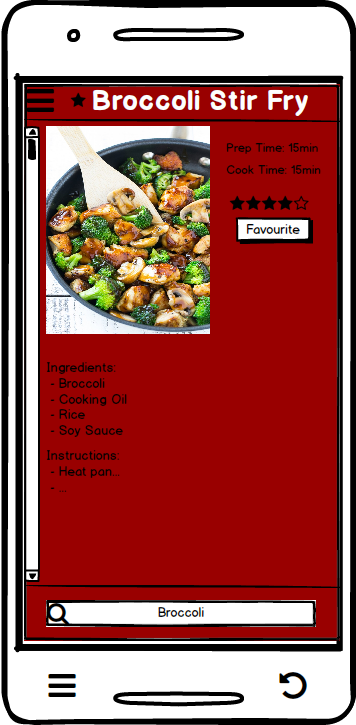 Broccoli Stir Fry
Prep Time: 15min
Cook Time: 15min
Favourite
Ingredients:
- Broccoli
- Cooking Oil
- Rice
- Soy Sauce
Instructions:
- Heat pan...
- ...
Broccoli